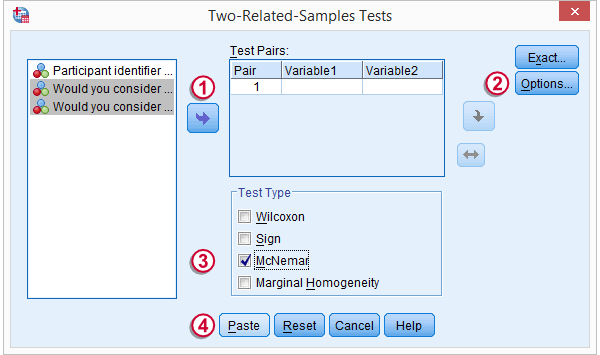 Two-Related-Samples Tests
Participant identifier ...
Would you consider ...
Would you consider ...
1
Test Pairs:
Pair Variable1 Variable2
1
Exact...
2 Options...
Test Type
Wilcoxon
Sign
3 McNemar
Marginal Homogeneity
4 Paste Reset Cancel Help